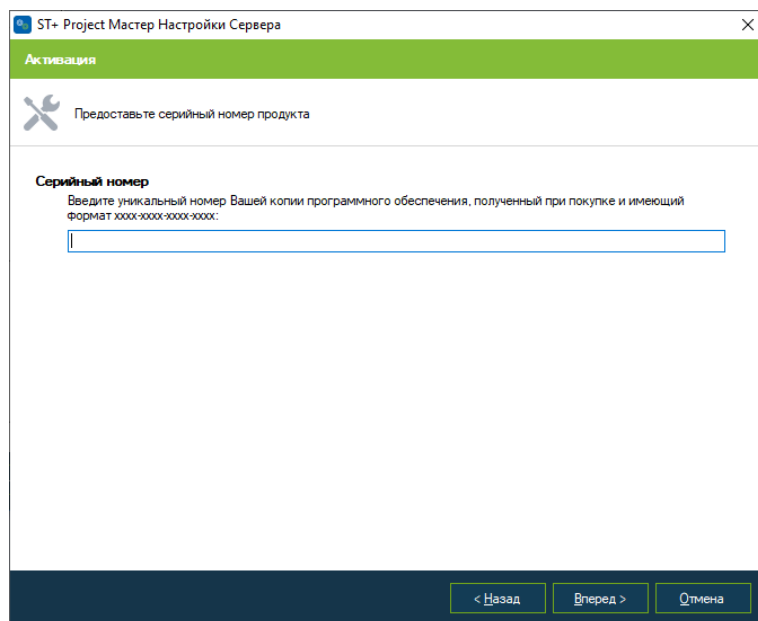 ST+ Project Мастер Настройки Сервера
Активация
Предоставьте серийный номер продукта
Серийный номер
Введите уникальный номер Вашей копии программного обеспечения, полученный при покупке и имеющий
формат xxxx-xxxx-xxxx-xxxx:
< Назад
Вперед >
Отмена